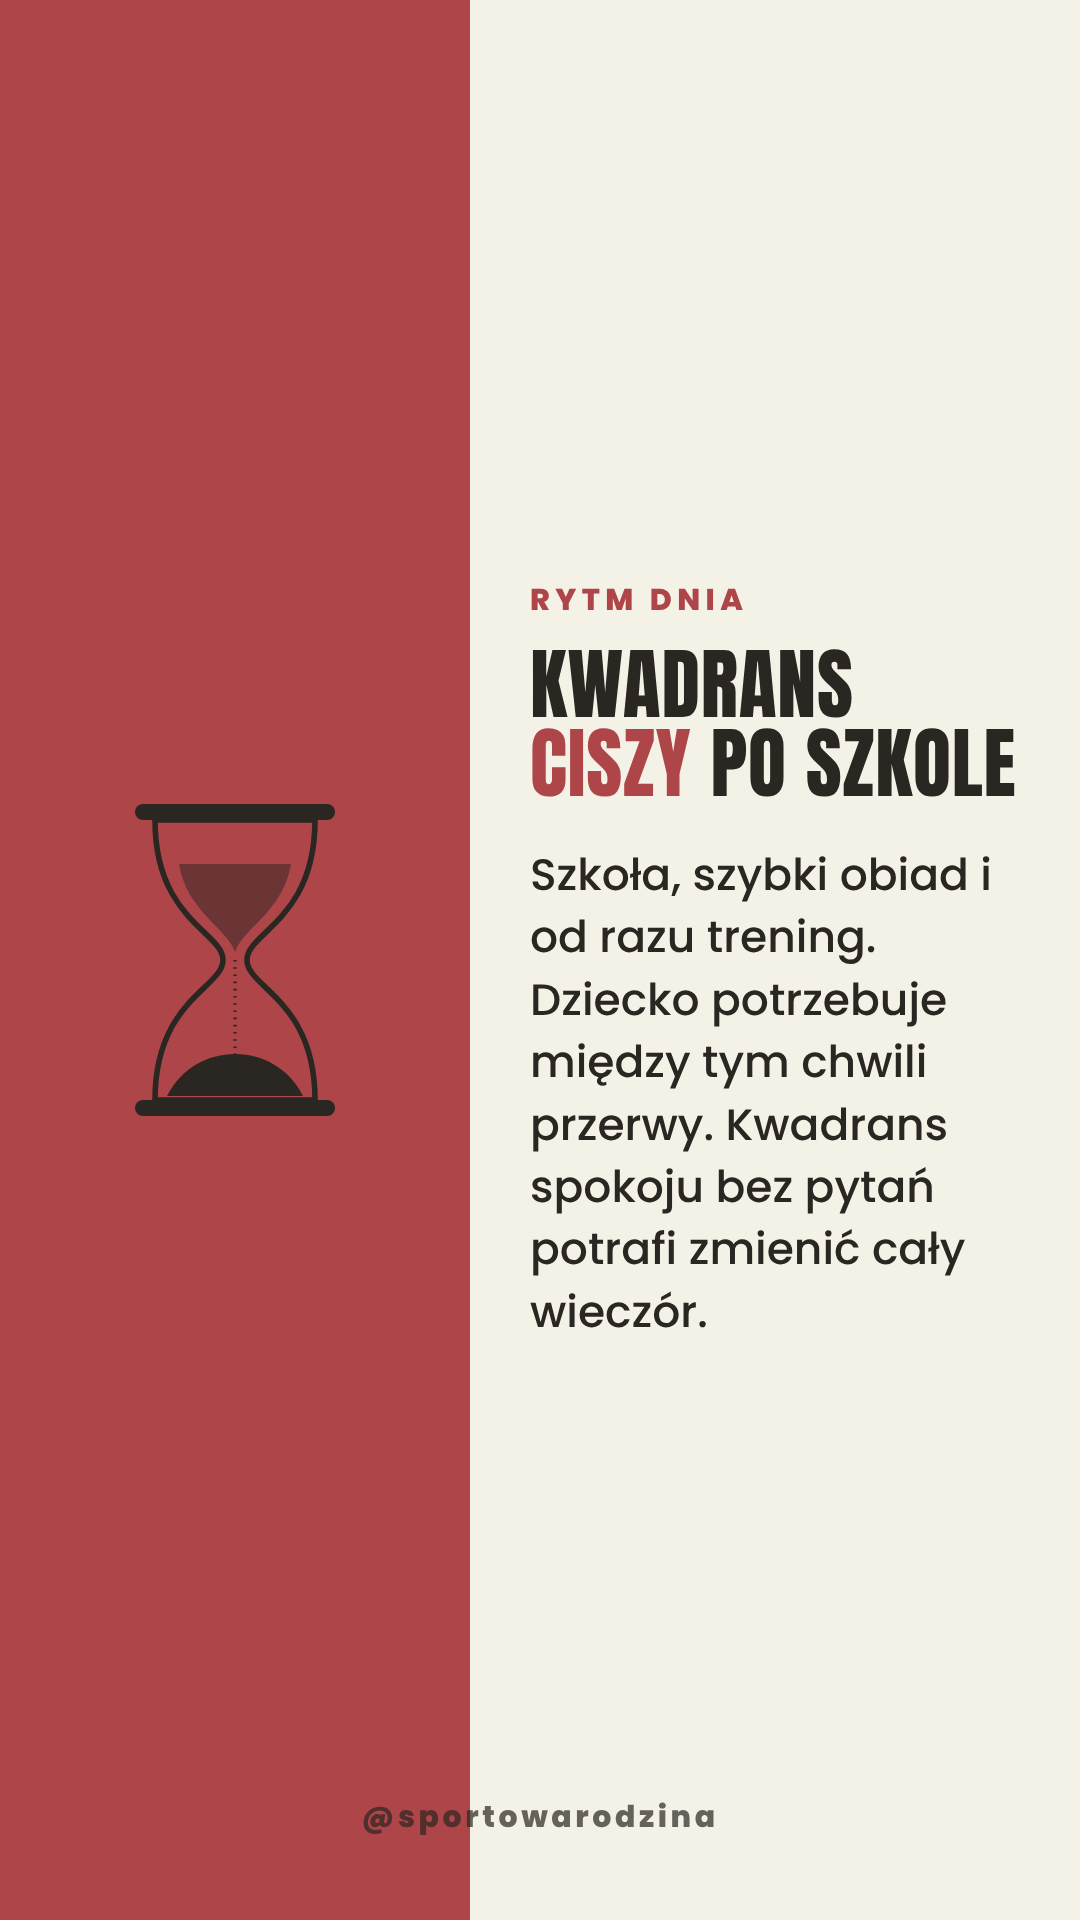 RYTM DNIA
KWADRANS
CISZY PO SZKOLE
Szkoła, szybki obiad i
od razu trening.
Dziecko potrzebuje
między tym chwili
przerwy. Kwadrans
spokoju bez pytań
potrafi zmienić cały
wieczór.
@sportowarodzina